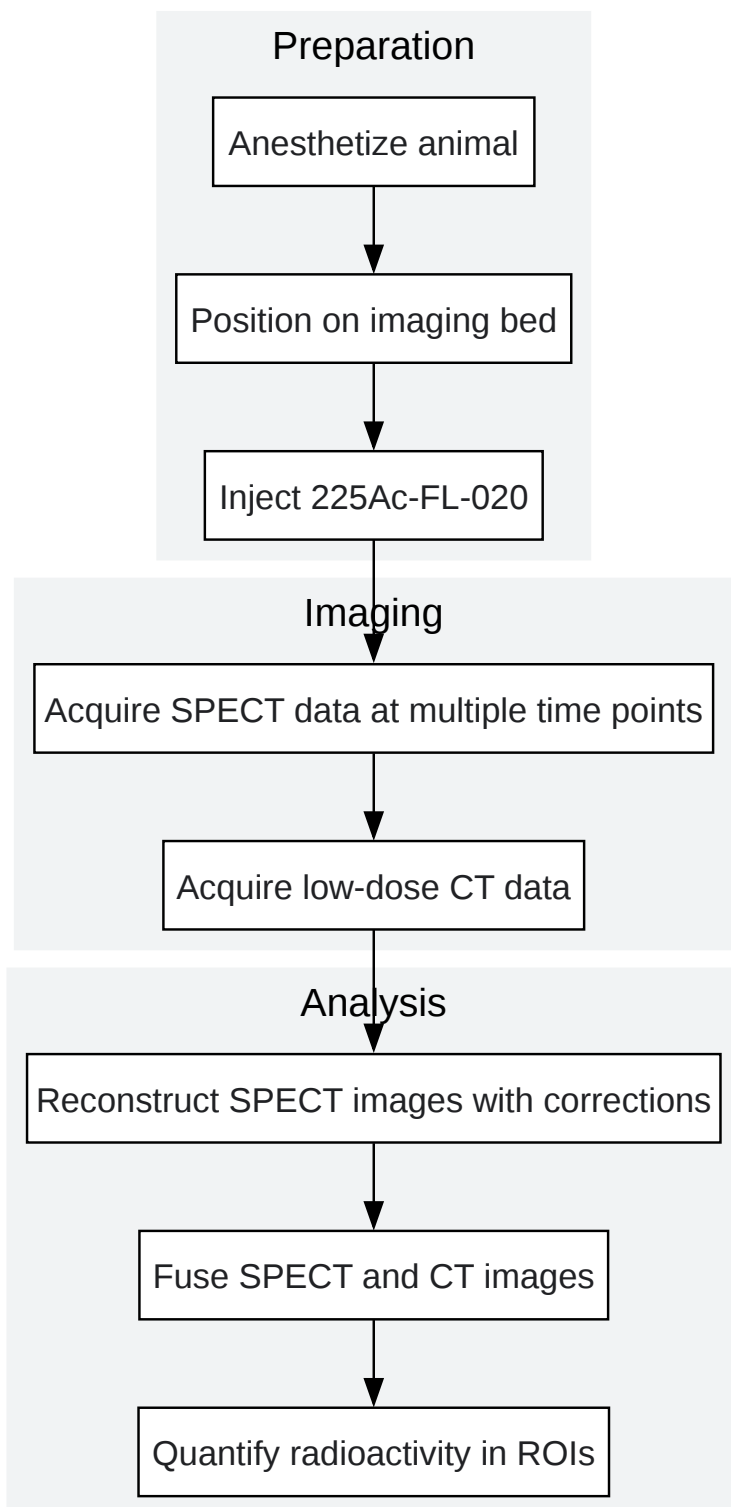 Preparation
Anesthetize animal
Position on imaging bed
Inject 225Ac-FL-020
Imaging
Acquire SPECT data at multiple time points
Acquire low-dose CT data
Analysis
Reconstruct SPECT images with corrections
Fuse SPECT and CT images
Quantify radioactivity in ROIs